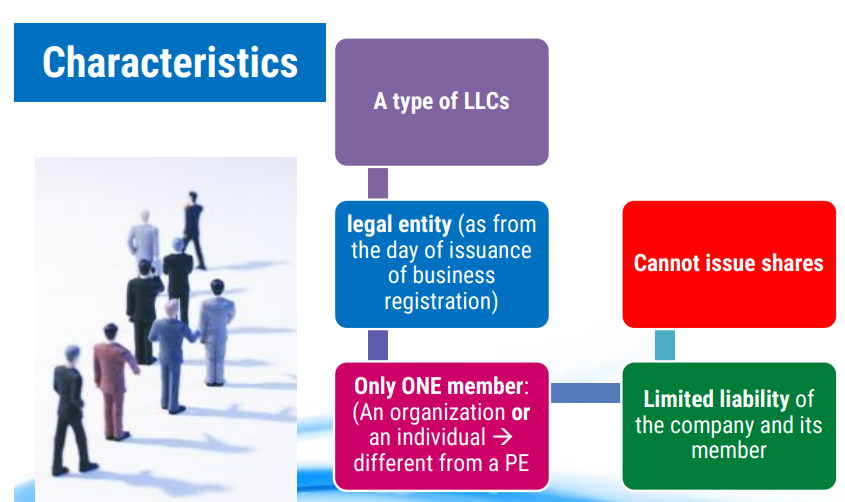 Characteristics
A type of LLCs
legal entity (as from
the day of issuance
of business
registration)
Only ONE member:
(An organization or
an individual →
different from a PE
Limited liability of
the company and its
member
Cannot issue shares